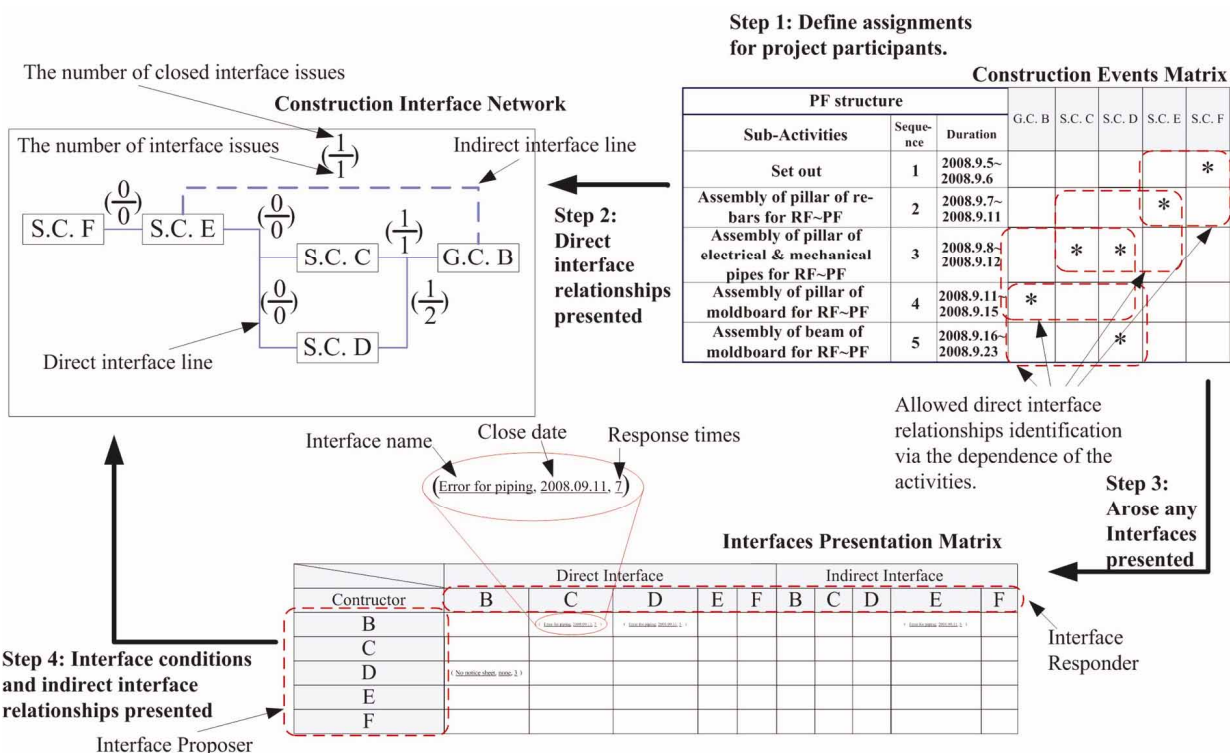 Step 1: Define assignments
for project participants.
The number of closed interface issues
Construction Interface Network
The number of interface issues
Indirect interface line
(1/1)
(0/0)
(0/0)
(1/1)
S.C. F
S.C. E
S.C. C
G.C. B
(0/0)
(1/2)
S.C. D
Direct interface line
Step 2:
Direct
interface
relationships
presented
Construction Events Matrix
PF structure
G.C. B
S.C. C
S.C. D
S.C. E
S.C. F
Sub-Activities
Seque-
nce
Duration
Set out
1
2008.9.5~
2008.9.6
*
Assembly of pillar of re-
bars for RF~PF
2
2008.9.7~
2008.9.11
*
Assembly of pillar of
electrical & mechanical
pipes for RF~PF
3
2008.9.8~
2008.9.12
*
*
Assembly of pillar of
moldboard for RF~PF
4
2008.9.11~
2008.9.15
*
Assembly of beam of
moldboard for RF~PF
5
2008.9.16~
2008.9.23
*
Allowed direct interface
relationships identification
via the dependence of the
activities.
Step 3:
Arose any
Interfaces
presented
Interface name
Close date
Response times
(Error for piping, 2008.09.11, 7)
Interfaces Presentation Matrix
Direct Interface
Indirect Interface
Contructor
B
C
D
E
F
B
C
D
E
F
B
C
D
( No notice sheet, none, 3 )
E
F
Interface
Responder
Step 4: Interface conditions
and indirect interface
relationships presented
Interface Proposer